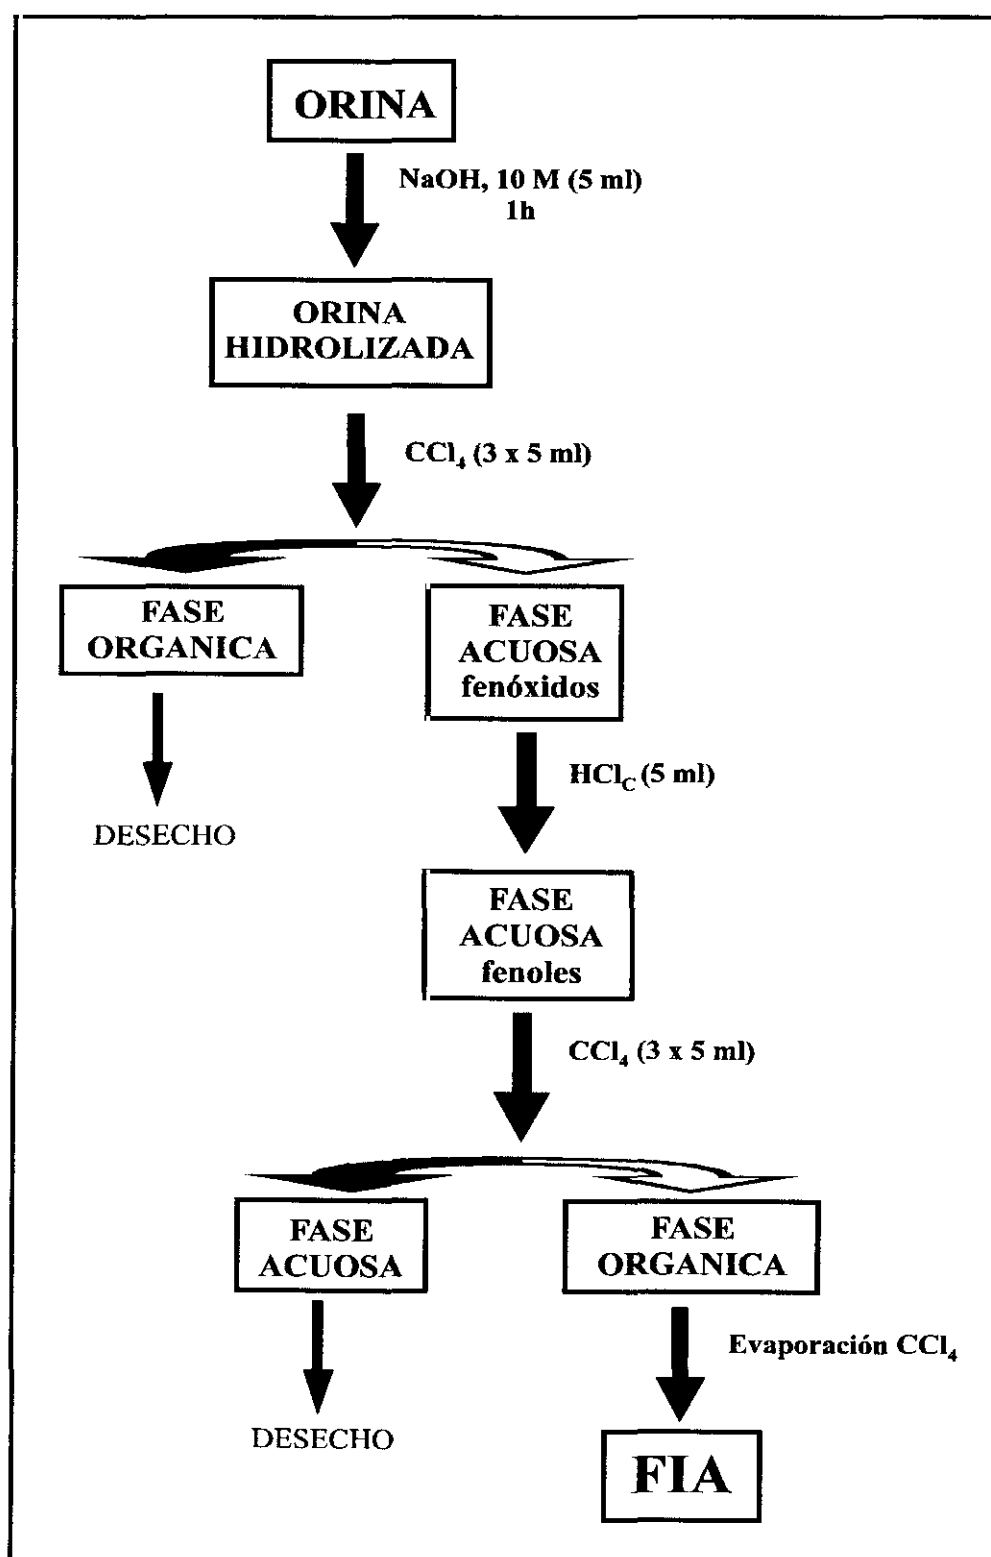 ORINA
NaOH, 10 M (5 ml)
1h
ORINA
HIDROLIZADA
CCl₄ (3 x 5 ml)
FASE
ORGANICA
FASE
ACUOSA
fenóxidos
DESECHO
HCl_C (5 ml)
FASE
ACUOSA
fenoles
CCl₄ (3 x 5 ml)
FASE
ACUOSA
FASE
ORGANICA
Evaporación CCl₄
DESECHO
FIA